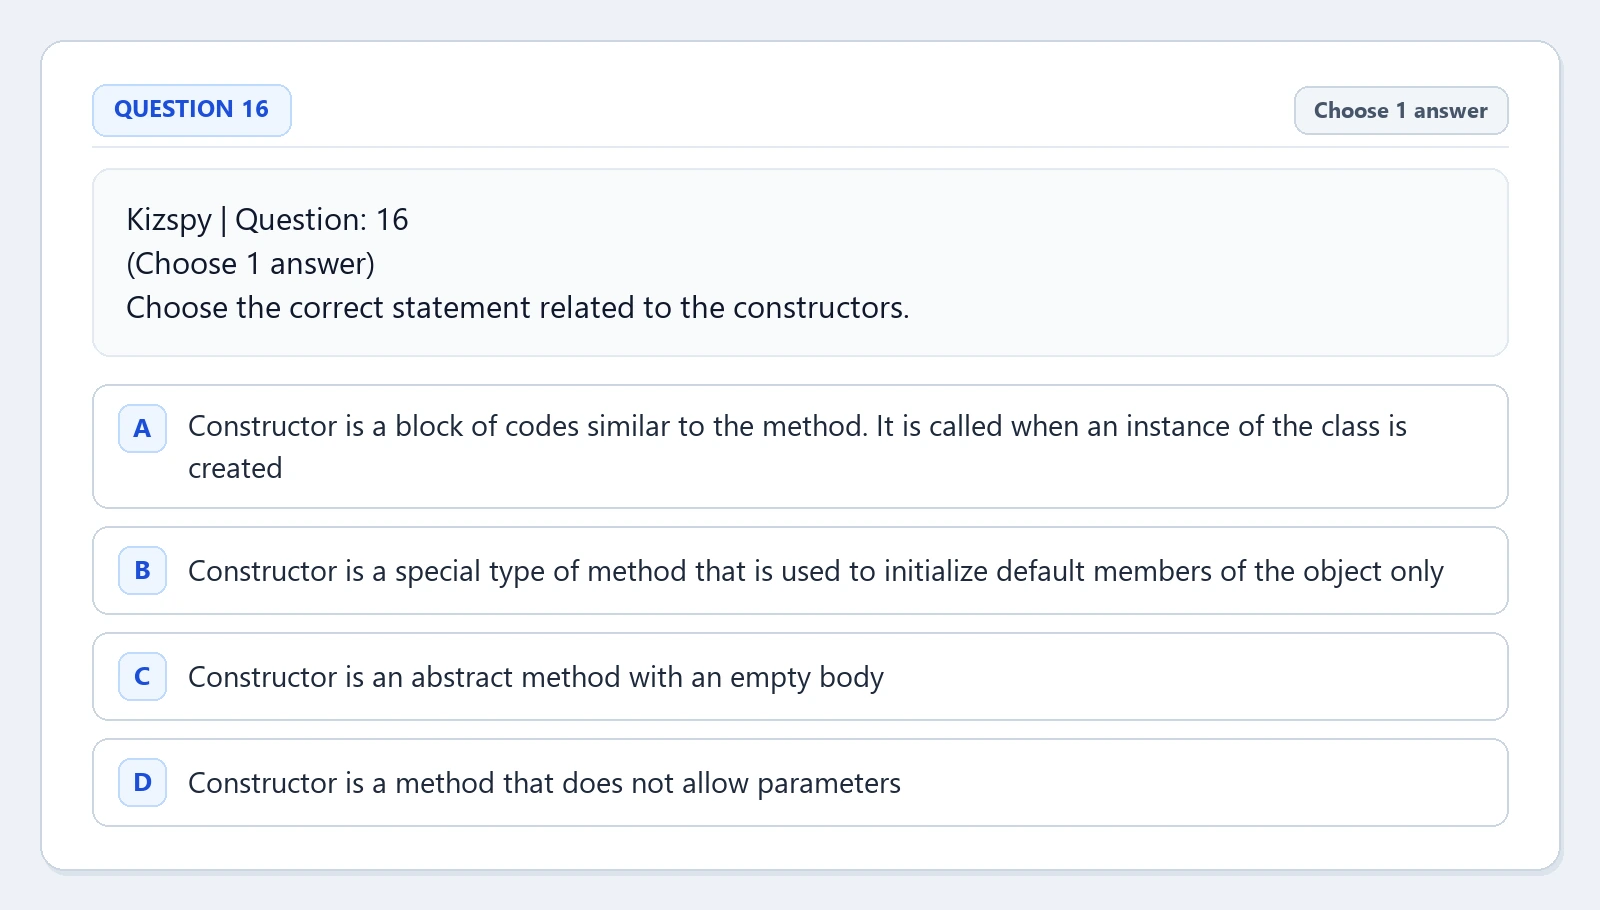 QUESTION 16
Choose 1 answer
Kizspy | Question: 16
(Choose 1 answer)
Choose the correct statement related to the constructors.
A
Constructor is a block of codes similar to the method. It is called when an instance of the class is
created
B
Constructor is a special type of method that is used to initialize default members of the object only
C
Constructor is an abstract method with an empty body
D
Constructor is a method that does not allow parameters